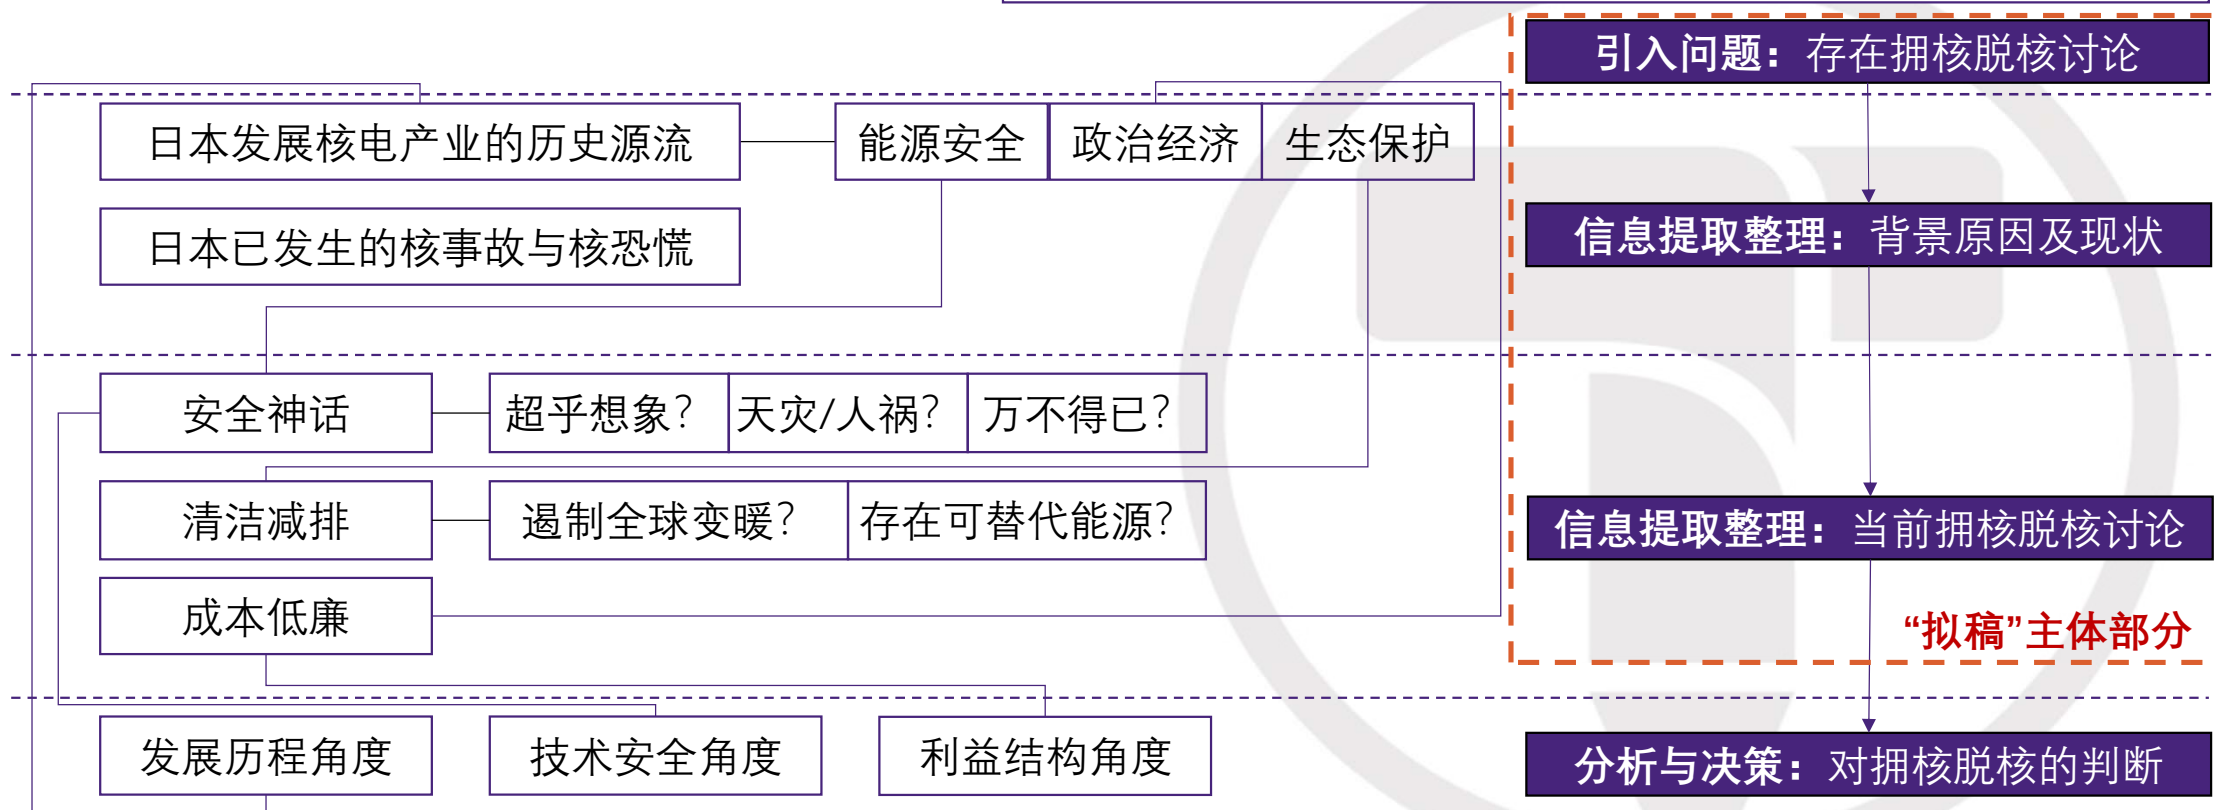 引入问题：存在拥核脱核讨论
日本发展核电产业的历史源流
能源安全
政治经济
生态保护
日本已发生的核事故与核恐慌
信息提取整理：背景原因及现状
安全神话
超乎想象？
天灾/人祸？
万不得已？
清洁减排
遏制全球变暖？
存在可替代能源？
信息提取整理：当前拥核脱核讨论
成本低廉
“拟稿”主体部分
发展历程角度
技术安全角度
利益结构角度
分析与决策：对拥核脱核的判断